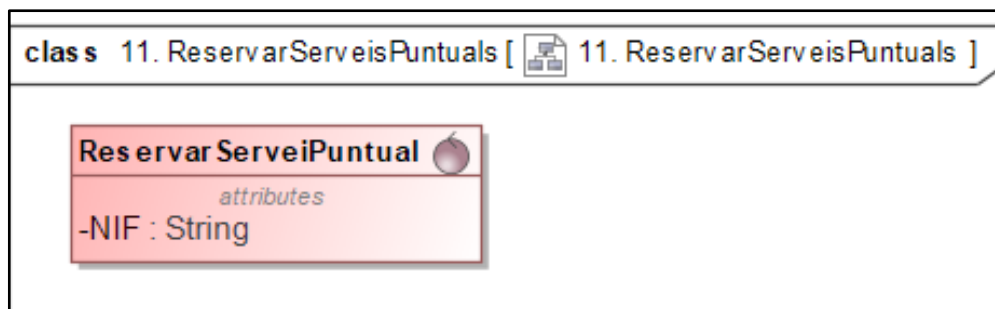 class 11. ReservarServeisPuntuals [ 11. ReservarServeisPuntuals ]
ReservarServeiPuntual
attributes
-NIF : String